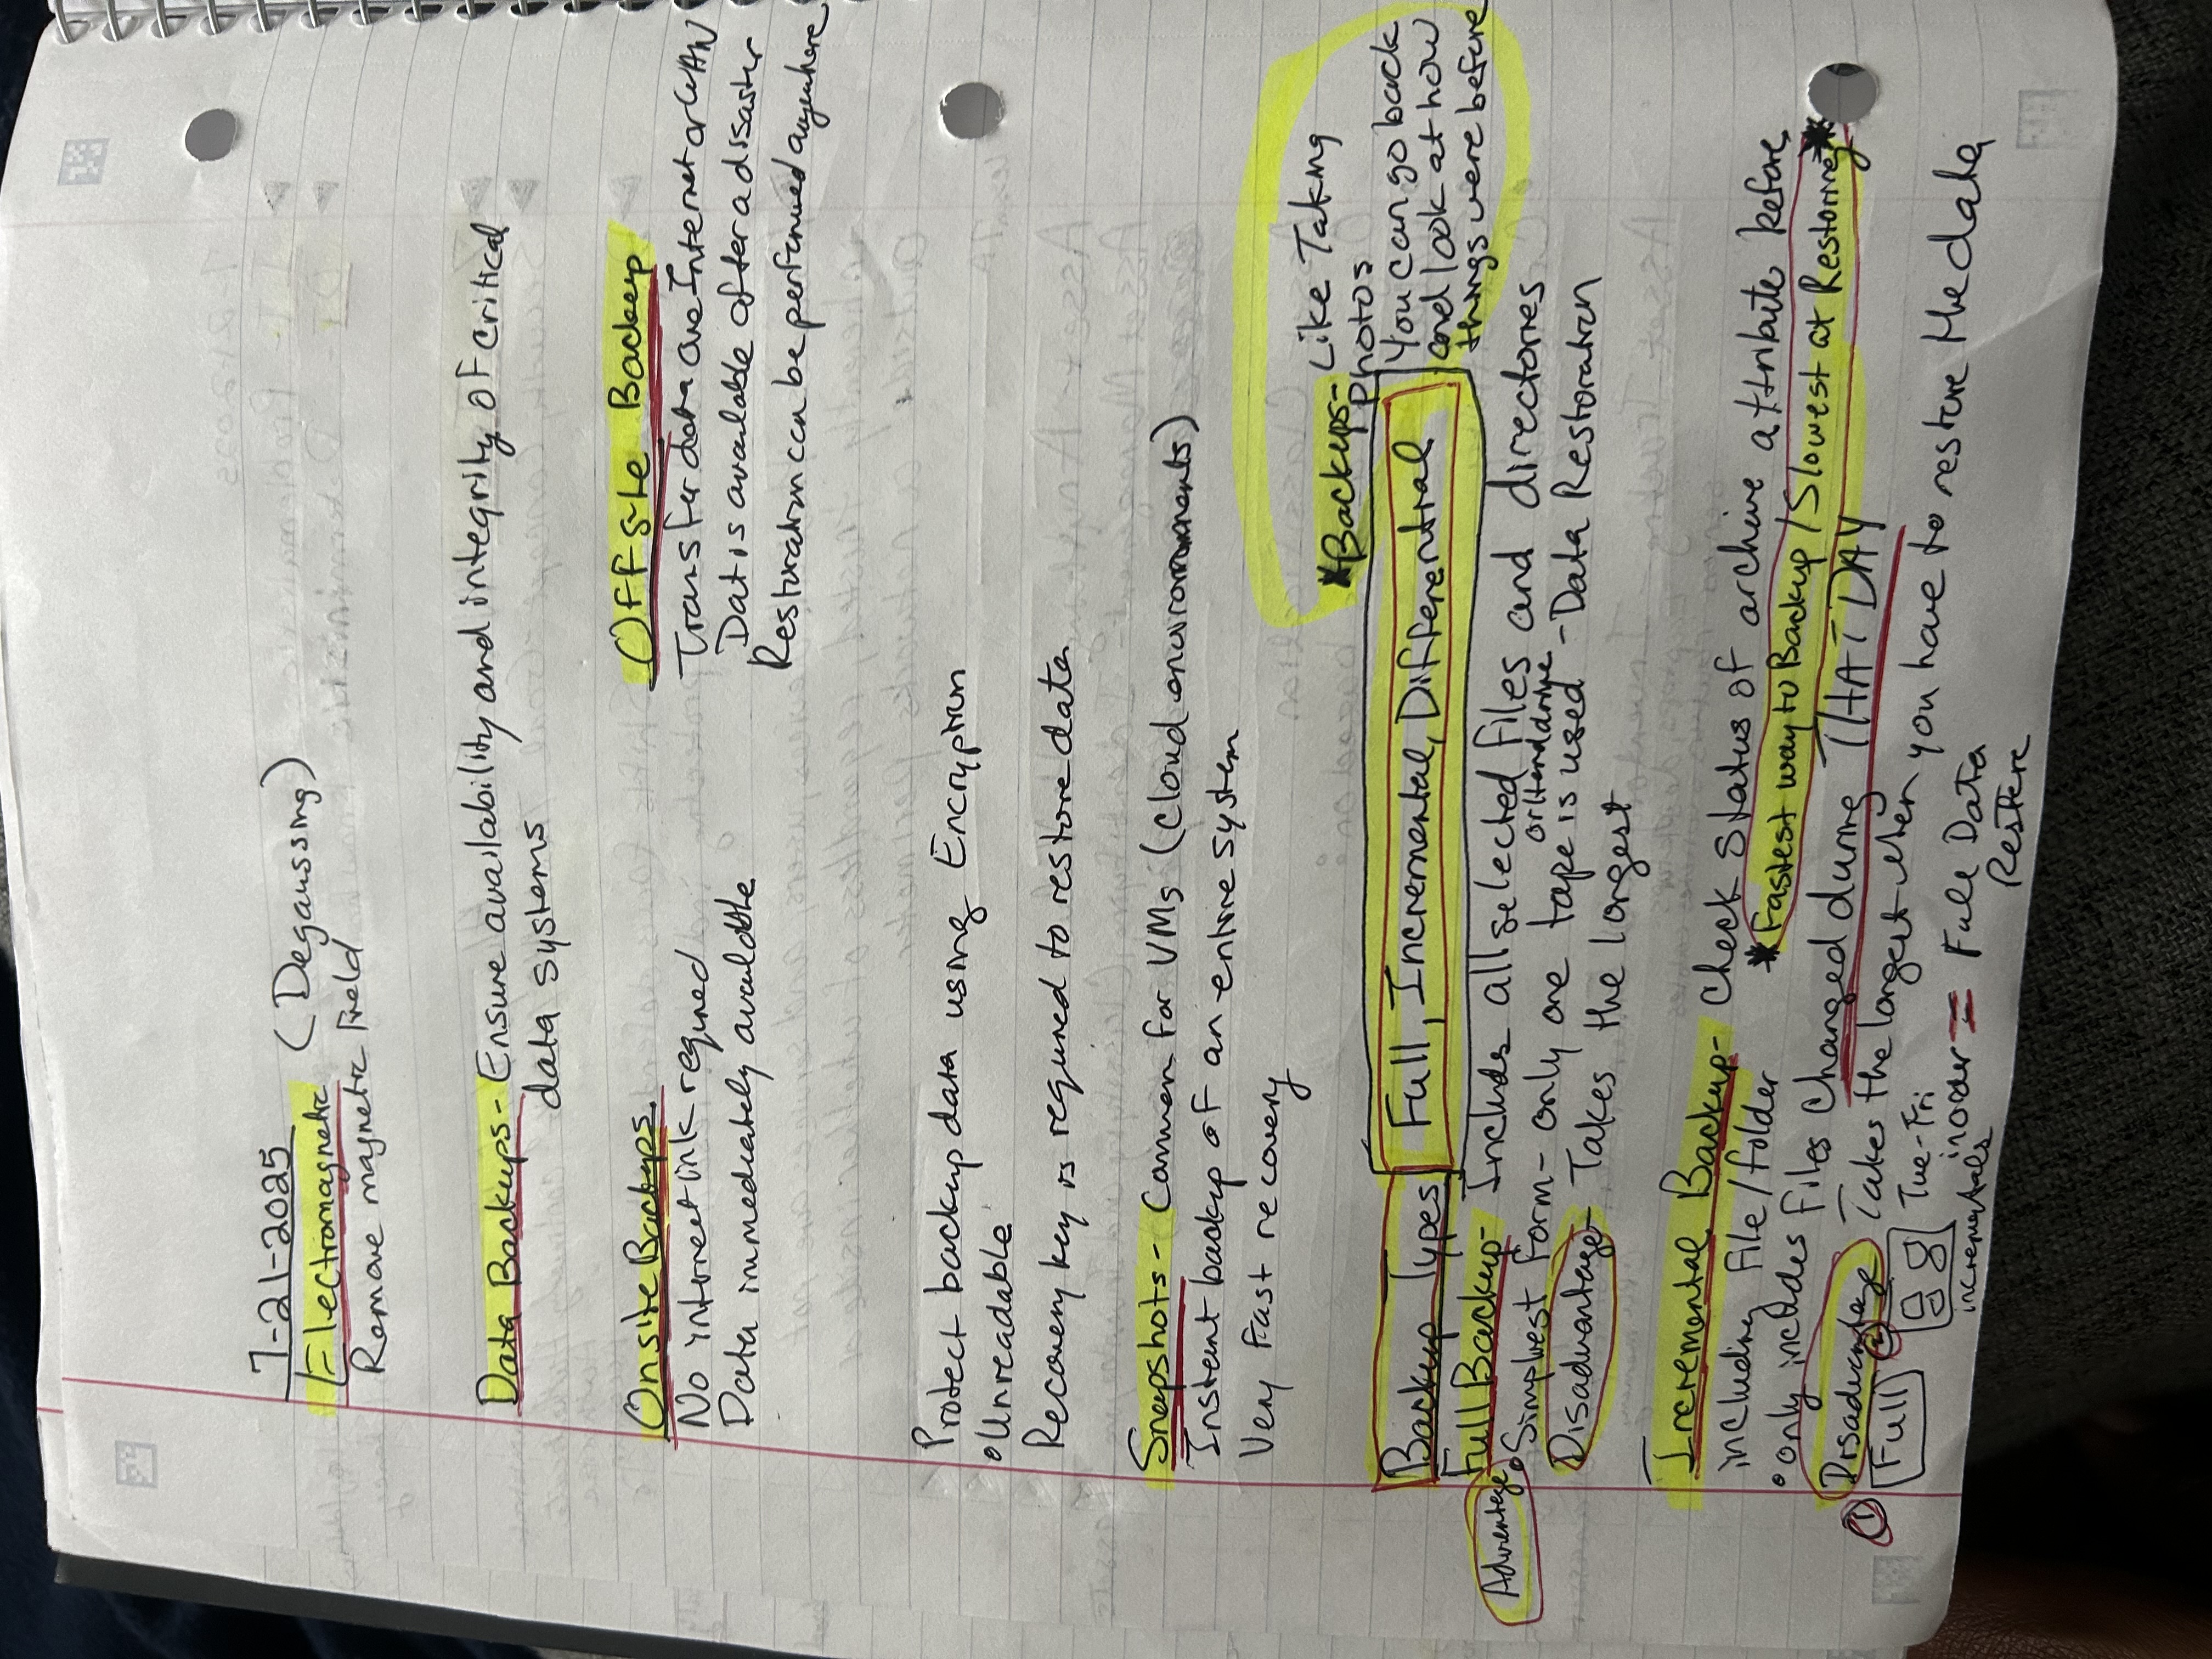 7-21-2025
Electromagnetic (Degaussing)
Remove magnetic field
Data Backups - Ensure availability and integrity of critical
data systems
Onsite Backups.
No internet link required
Data immediately available
Offsite Backup
Transfer data ove Internet or WAN
Dat is available after a disaster
Restoration can be performed anywhere
Protect backup data using Encryption
• Unreadable
Recovery key is required to restore data
Snapshots - Common for VMs (cloud environments)
Instant backup of an entire system
Very fast recovery
*Backups - Like Taking
photos
You can go back
and look at how
things were before
Backup Types Full, Incremental, Differential
Full Backup - Includes all selected files and directories
Advantage
• Simplest form - only one tape or Hard drive is used - Data Restoration
Disadvantage - Takes the longest
Incremental Backup - Check status of archive attribute before
including file/folder
*Fastest way to Backup / Slowest at Restoring*
• only includes files changed during THAT DAY
Disadvantage Takes the longest when you have to restore the data
① Full ② Tue-Fri
incrementals in order = Full Data
Restore